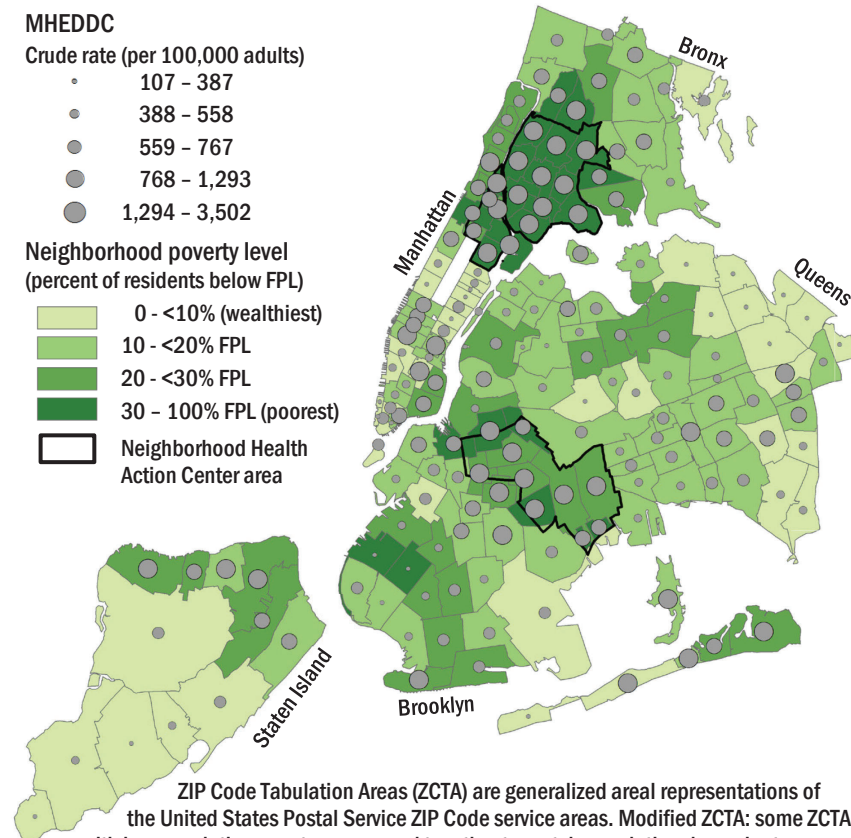 MHEDDC
Crude rate (per 100,000 adults)
107 – 387
388 – 558
559 – 767
768 – 1,293
1,294 – 3,502
Neighborhood poverty level
(percent of residents below FPL)
0 - <10% (wealthiest)
10 - <20% FPL
20 - <30% FPL
30 – 100% FPL (poorest)
Neighborhood Health
Action Center area
Bronx
Manhattan
Queens
Brooklyn
Staten Island
ZIP Code Tabulation Areas (ZCTA) are generalized areal representations of
the United States Postal Service ZIP Code service areas. Modified ZCTA: some ZCTA